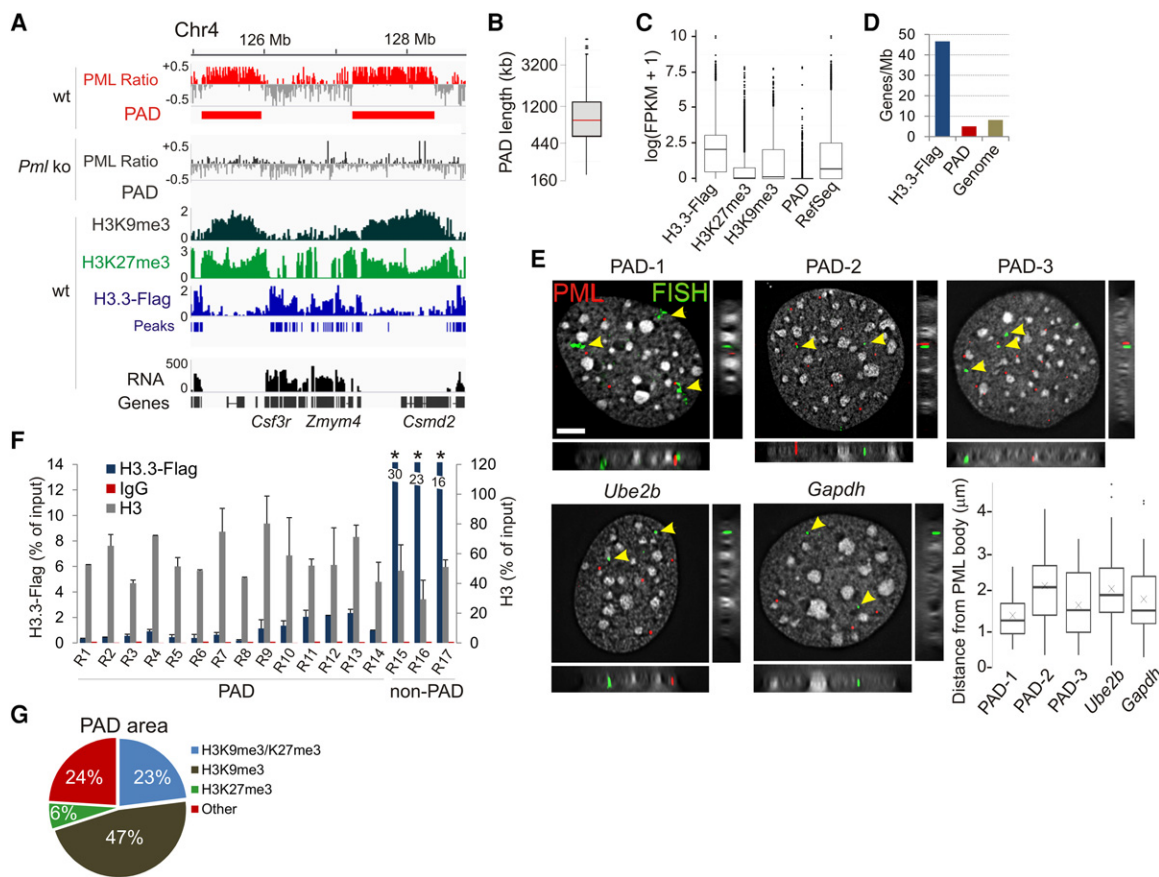 A
Chr4
126 Mb
128 Mb
wt
+0.5
PML Ratio
-0.5
PAD
Pml ko
+0.5
PML Ratio
-0.5
PAD
wt
H3K9me3
2
0
H3K27me3
3
0
H3.3-Flag
2
0
Peaks
RNA
500
0
Genes
Csf3r
Zmym4
Csmd2
B
PAD length (kb)
3200
1200
440
160
C
log(FPKM + 1)
10
7.5
5
2.5
0
H3.3-Flag
H3K27me3
H3K9me3
PAD
RefSeq
D
Genes/Mb
50
40
30
20
10
0
H3.3-Flag
PAD
Genome
E
PAD-1
PAD-2
PAD-3
PML
FISH
Ube2b
Gapdh
Distance from PML body (µm)
4
3
2
1
0
PAD-1
PAD-2
PAD-3
Ube2b
Gapdh
F
H3.3-Flag (% of input)
14
12
10
8
6
4
2
0
H3.3-Flag
IgG
H3
*
*
*
30
23
16
120
100
80
60
40
20
0
H3 (% of input)
R1
R2
R3
R4
R5
R6
R7
R8
R9
R10
R11
R12
R13
R14
R15
R16
R17
PAD
non-PAD
G
PAD area
24%
23%
6%
47%
H3K9me3/K27me3
H3K9me3
H3K27me3
Other